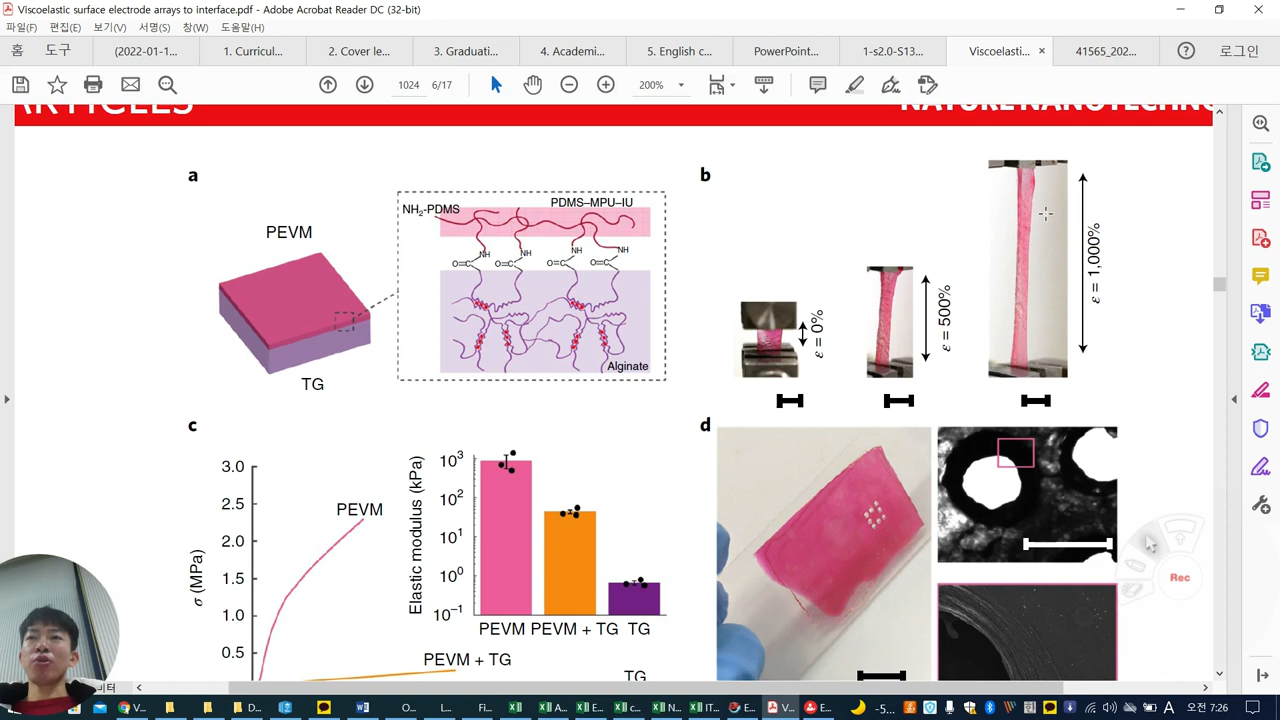 Viscoelastic surface electrode arrays to interface.pdf - Adobe Acrobat Reader DC (32-bit)
파일(F) 편집(E) 보기(V) 서명(S) 창(W) 도움말(H)
홈 도구 (2022-01-1... 1. Curricul... 2. Cover le... 3. Graduati... 4. Academi... 5. English c... PowerPoint... 1-s2.0-S13... Viscoelasti... × 41565_202... 로그인
1024 6/17 200%
ARTICLES NATURE NANOTECHNO
a
PEVM
TG
NH2-PDMS
PDMS–MPU–IU
NH NH NH NH
O=C O=C O=C O=C
Alginate
b
ε = 0%
ε = 500%
ε = 1,000%
c
σ (MPa)
3.0
2.5
2.0
1.5
1.0
0.5
PEVM
PEVM + TG
TG
Elastic modulus (kPa)
10³
10²
10¹
10⁰
10⁻¹
PEVM PEVM + TG TG
d
Rec
미터
V... D... O... L... F... A... E... c... N... IT... E... V... E... -5... A 오전 7:26